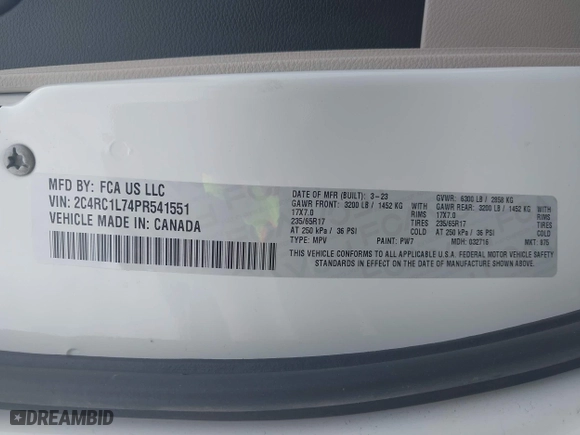 MFD BY: FCA US LLC
VIN: 2C4RC1L74PR541551
VEHICLE MADE IN: CANADA
DATE OF MFR (BUILT): 3-23 GVWR: 6300 LB / 2858 KG
GAWR FRONT: 3200 LB / 1452 KG WITH GAWR REAR: 3200 LB / 1452 KG WITH
17X7.0 RIMS 17X7.0 RIMS
235/65R17 TIRES 235/65R17 TIRES
AT 250 kPa / 36 PSI COLD AT 250 kPa / 36 PSI COLD
TYPE: MPV PAINT: PW7 MDH: 032716 MKT: 875
THIS VEHICLE CONFORMS TO ALL APPLICABLE U.S.A. FEDERAL MOTOR VEHICLE SAFETY
STANDARDS IN EFFECT ON THE DATE OF MANUFACTURE SHOWN ABOVE.
DREAMBID